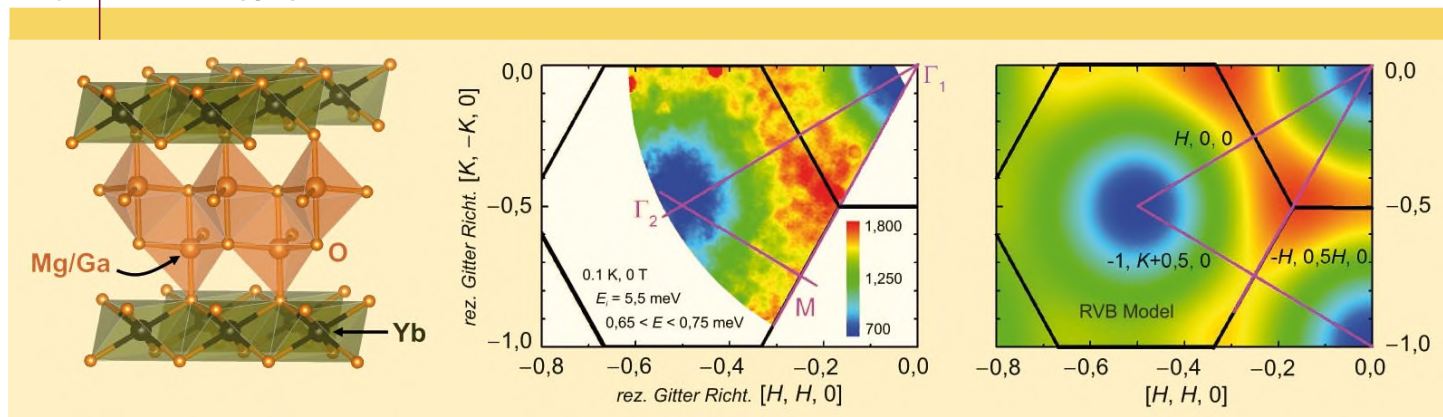 Mg/Ga
O
Yb
rez. Gitter Richt. [K, −K, 0]
0,0
−0,5
−1,0
Γ1
Γ2
M
0.1 K, 0 T
Ei = 5,5 meV
0,65 < E < 0,75 meV
1,800
1,250
700
−0,8
−0,6
−0,4
−0,2
0,0
rez. Gitter Richt. [H, H, 0]
H, 0, 0
-1, K+0,5, 0
-H, 0,5H, 0
RVB Model
0,0
−0,5
−1,0
−0,8
−0,6
−0,4
−0,2
0,0
[H, H, 0]